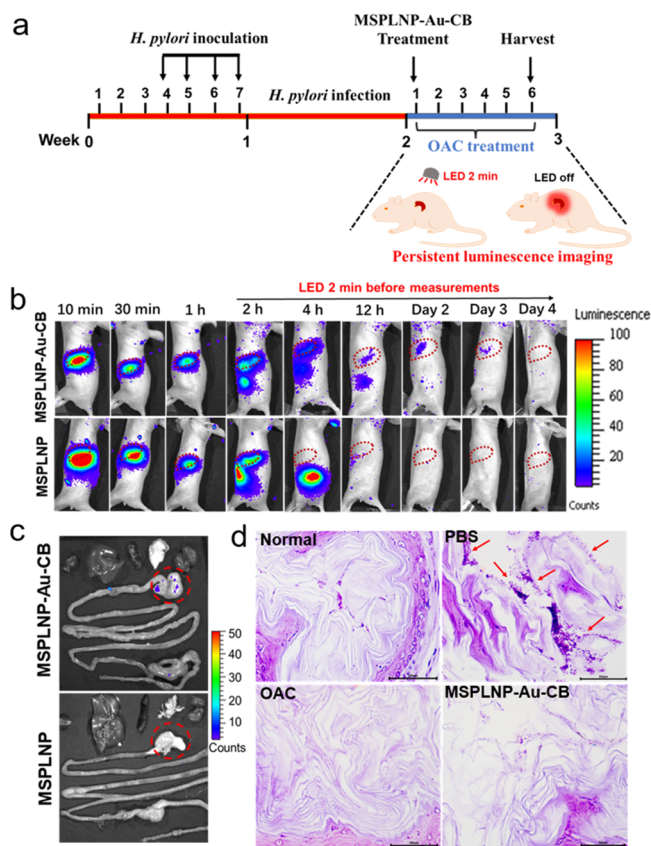 a
MSPLNP-Au-CB
Treatment
Harvest
H. pylori inoculation
1 2 3 4 5 6 7
H. pylori infection
1 2 3 4 5 6
Week 0 1 2 3
OAC treatment
LED 2 min
LED off
Persistent luminescence imaging
b
LED 2 min before measurements
10 min 30 min 1 h 2 h 4 h 12 h Day 2 Day 3 Day 4
Luminescence
MSPLNP-Au-CB
MSPLNP
100
80
60
40
20
Counts
c
MSPLNP-Au-CB
MSPLNP
50
40
30
20
10
0
Counts
d
Normal
PBS
OAC
MSPLNP-Au-CB